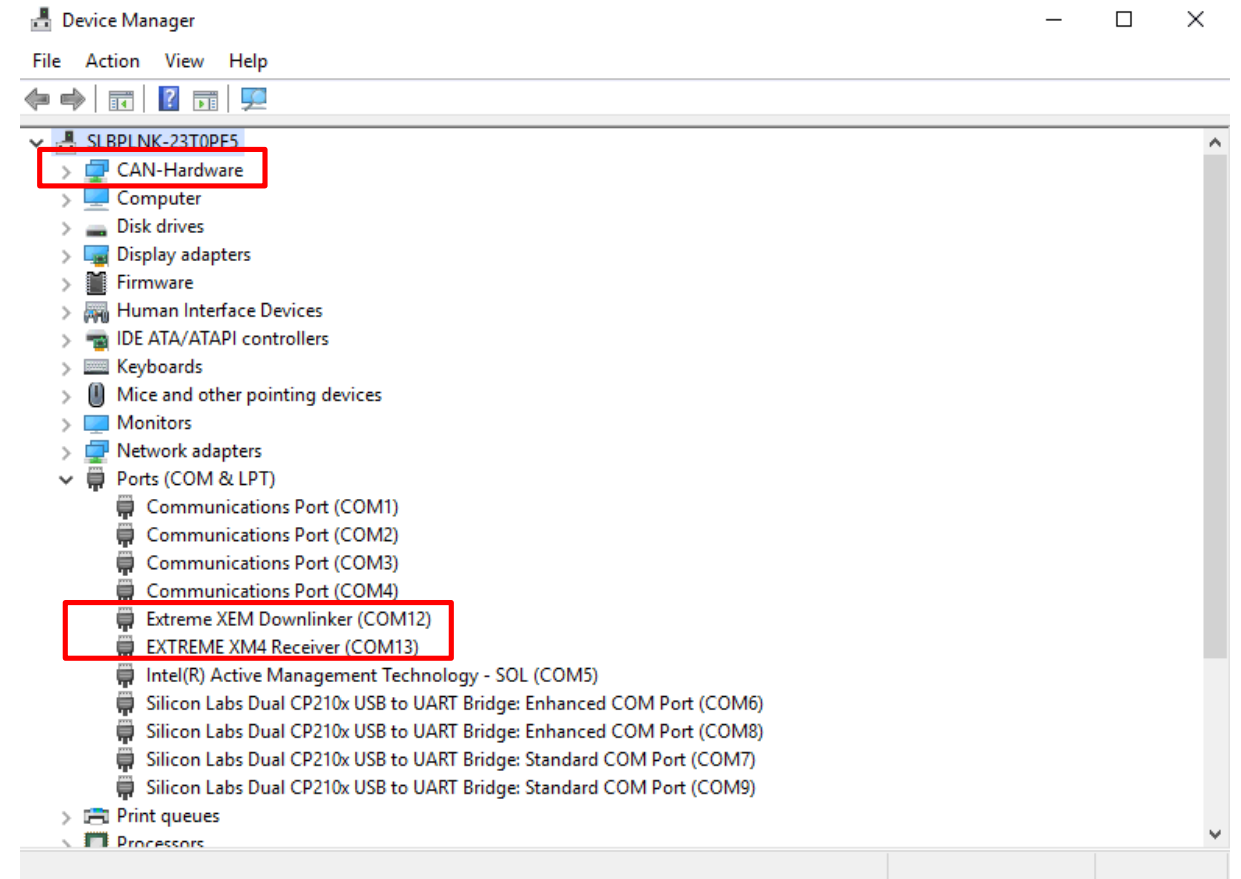 Device Manager
File Action View Help
SLBPLNK-23T0PF5
CAN-Hardware
Computer
Disk drives
Display adapters
Firmware
Human Interface Devices
IDE ATA/ATAPI controllers
Keyboards
Mice and other pointing devices
Monitors
Network adapters
Ports (COM & LPT)
Communications Port (COM1)
Communications Port (COM2)
Communications Port (COM3)
Communications Port (COM4)
Extreme XEM Downlinker (COM12)
EXTREME XM4 Receiver (COM13)
Intel(R) Active Management Technology - SOL (COM5)
Silicon Labs Dual CP210x USB to UART Bridge: Enhanced COM Port (COM6)
Silicon Labs Dual CP210x USB to UART Bridge: Enhanced COM Port (COM8)
Silicon Labs Dual CP210x USB to UART Bridge: Standard COM Port (COM7)
Silicon Labs Dual CP210x USB to UART Bridge: Standard COM Port (COM9)
Print queues
Processors